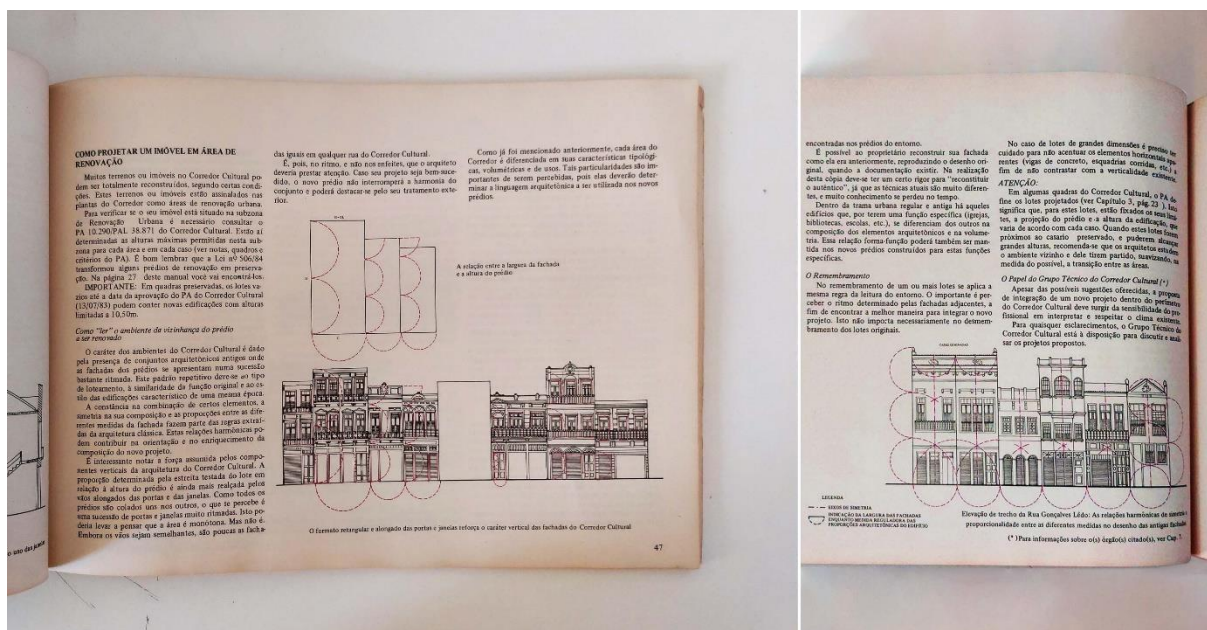 COMO PROJETAR UM IMÓVEL EM ÁREA DE
RENOVAÇÃO
Muitos terrenos ou imóveis no Corredor Cultural po-
dem ser totalmente reconstruídos, segundo certas condi-
ções. Estes terrenos ou imóveis estão assinalados nas
plantas do Corredor como áreas de renovação urbana.
Para verificar se o seu imóvel está situado na subzona
de Renovação Urbana é necessário consultar o
PA 10.290/PAL 38.871 do Corredor Cultural. Estão aí
determinadas as alturas máximas permitidas nesta sub-
zona para cada área e em cada caso (ver notas, quadros e
critérios do PA). É bom lembrar que a Lei nº 506/84
transformou alguns prédios de renovação em preserva-
ção. Na página 27 deste manual você vai encontrá-los.
IMPORTANTE: Em quadras preservadas, os lotes va-
zios até a data da aprovação do PA do Corredor Cultural
(13/07/83) podem conter novas edificações com alturas
limitadas a 10,50m.
Como "ler" o ambiente da vizinhança do prédio
a ser renovado
O caráter dos ambientes do Corredor Cultural é dado
pela presença de conjuntos arquitetônicos antigos onde
as fachadas dos prédios se apresentam numa sucessão
bastante ritmada. Este padrão repetitivo deve-se ao tipo
de loteamento, à similaridade da função original e ao es-
tilo das edificações característico de uma mesma época.
A constância na combinação de certos elementos, a
simetria na sua composição e as proporções entre as dife-
rentes medidas da fachada fazem parte das regras extraí-
das da arquitetura clássica. Estas relações harmônicas po-
dem contribuir na orientação e no enriquecimento da
composição do novo projeto.
É interessante notar a força assumida pelos compo-
nentes verticais da arquitetura do Corredor Cultural. A
proporção determinada pela estreita testada do lote em
relação à altura do prédio é ainda mais realçada pelos
vãos alongados das portas e das janelas. Como todos os
prédios são colados uns nos outros, o que se percebe é
uma sucessão de portas e janelas muito ritmadas. Isto po-
deria levar a pensar que a área é monótona. Mas não é.
Embora os vãos sejam semelhantes, são poucas as facha-
das iguais em qualquer rua do Corredor Cultural.
É, pois, no ritmo, e não nos enfeites, que o arquiteto
deveria prestar atenção. Caso seu projeto seja bem-suce-
dido, o novo prédio não interromperá a harmonia do
conjunto e poderá destacar-se pelo seu tratamento exte-
rior.
Como já foi mencionado anteriormente, cada área do
Corredor é diferenciada em suas características tipológi-
cas, volumétricas e de usos. Tais particularidades são im-
portantes de serem percebidas, pois elas deverão deter-
minar a linguagem arquitetônica a ser utilizada nos novos
prédios.
A relação entre a largura da fachada
e a altura do prédio
O formato retangular e alongado das portas e janelas reforça o caráter vertical das fachadas do Corredor Cultural
47
encontradas nos prédios do entorno.
É possível ao proprietário reconstruir sua fachada
como ela era anteriormente, reproduzindo o desenho ori-
ginal, quando a documentação existir. Na realização
desta cópia deve-se ter um certo rigor para "reconstituir
o autêntico", já que as técnicas atuais são muito diferen-
tes, e muito conhecimento se perdeu no tempo.
Dentro da trama urbana regular e antiga há aqueles
edifícios que, por terem uma função específica (igrejas,
bibliotecas, escolas, etc.), se diferenciam dos outros na
composição dos elementos arquitetônicos e na volume-
tria. Essa relação forma-função poderá também ser man-
tida nos novos prédios construídos para estas funções
específicas.
O Remembramento
No remembramento de um ou mais lotes se aplica a
mesma regra da leitura do entorno. O importante é per-
ceber o ritmo determinado pelas fachadas adjacentes, a
fim de encontrar a melhor maneira para integrar o novo
projeto. Isto não importa necessariamente no desmem-
bramento dos lotes originais.
No caso de lotes de grandes dimensões é preciso ter
cuidado para não acentuar os elementos horizontais apa-
rentes (vigas de concreto, esquadrias corridas, etc.) a
fim de não contrastar com a verticalidade existente.
ATENÇÃO:
Em algumas quadras do Corredor Cultural, o PA de-
fine os lotes projetados (ver Capítulo 3, pág. 23 ). Isto
significa que, para estes lotes, estão fixados os seus limi-
tes, a projeção do prédio e a altura da edificação, que
varia de acordo com cada caso. Quando estes lotes forem
próximos ao casario preservado, e puderem alcançar
grandes alturas, recomenda-se que os arquitetos estudem
o ambiente vizinho e dele tirem partido, suavizando, na
medida do possível, a transição entre as áreas.
O Papel do Grupo Técnico do Corredor Cultural (*)
Apesar das possíveis sugestões oferecidas, a proposta
de integração de um novo projeto dentro do perímetro
do Corredor Cultural deve surgir da sensibilidade do pro-
fissional em interpretar e respeitar o clima existente.
Para quaisquer esclarecimentos, o Grupo Técnico do
Corredor Cultural está à disposição para discutir e anali-
sar os projetos propostos.
LEGENDA
EIXOS DE SIMETRIA
INDICAÇÃO DA LARGURA DAS FACHADAS
ENQUANTO MEDIDA REGULADORA DAS
PROPORÇÕES ARQUITETÔNICAS DO EDIFÍCIO
Elevação de trecho da Rua Gonçalves Lêdo: As relações harmônicas de simetria e
proporcionalidade entre as diferentes medidas no desenho das antigas fachadas
(*) Para informações sobre o(s) órgão(s) citado(s), ver Cap. 7.